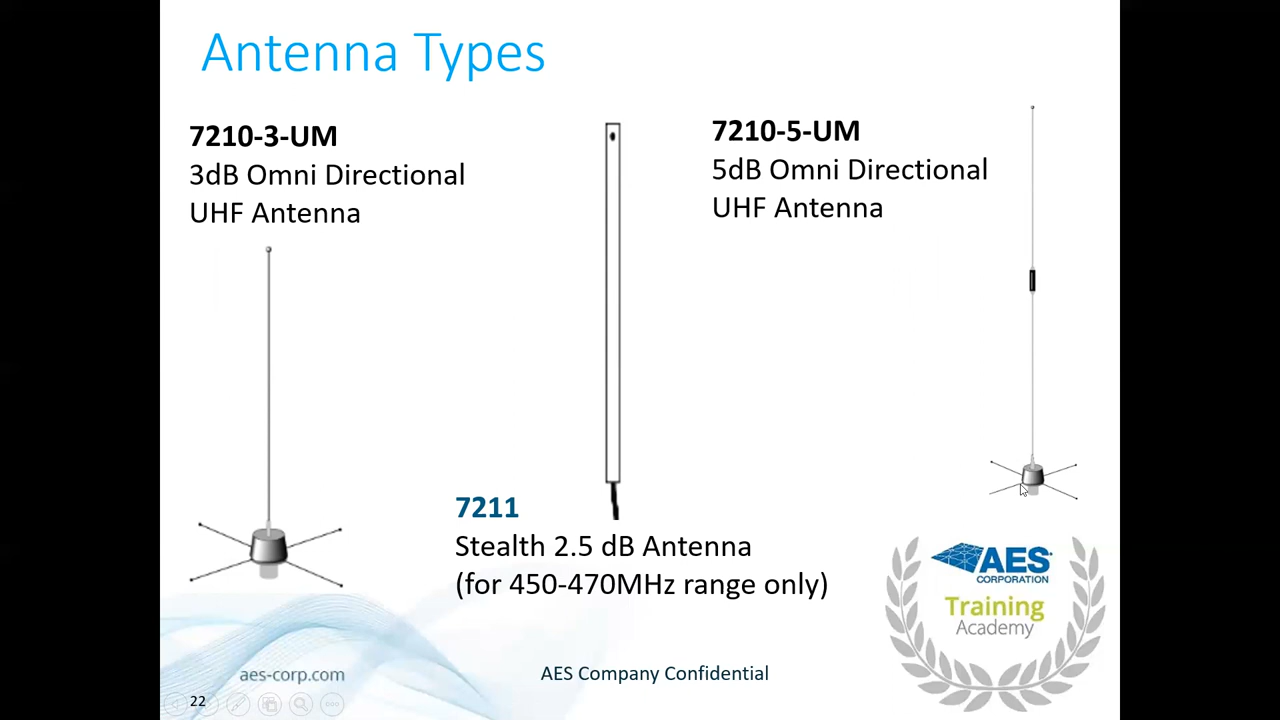 Antenna Types
7210-3-UM
3dB Omni Directional
UHF Antenna
7210-5-UM
5dB Omni Directional
UHF Antenna
7211
Stealth 2.5 dB Antenna
(for 450-470MHz range only)
AES
CORPORATION
Training
Academy
aes-corp.com
AES Company Confidential
22